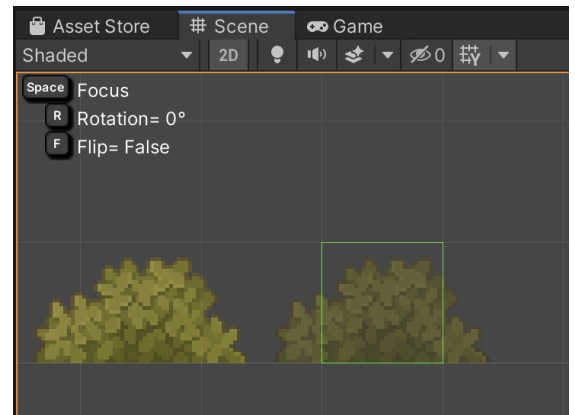 Asset Store Scene Game
Shaded 2D 0 Y
Space Focus
R Rotation= 0°
F Flip= False